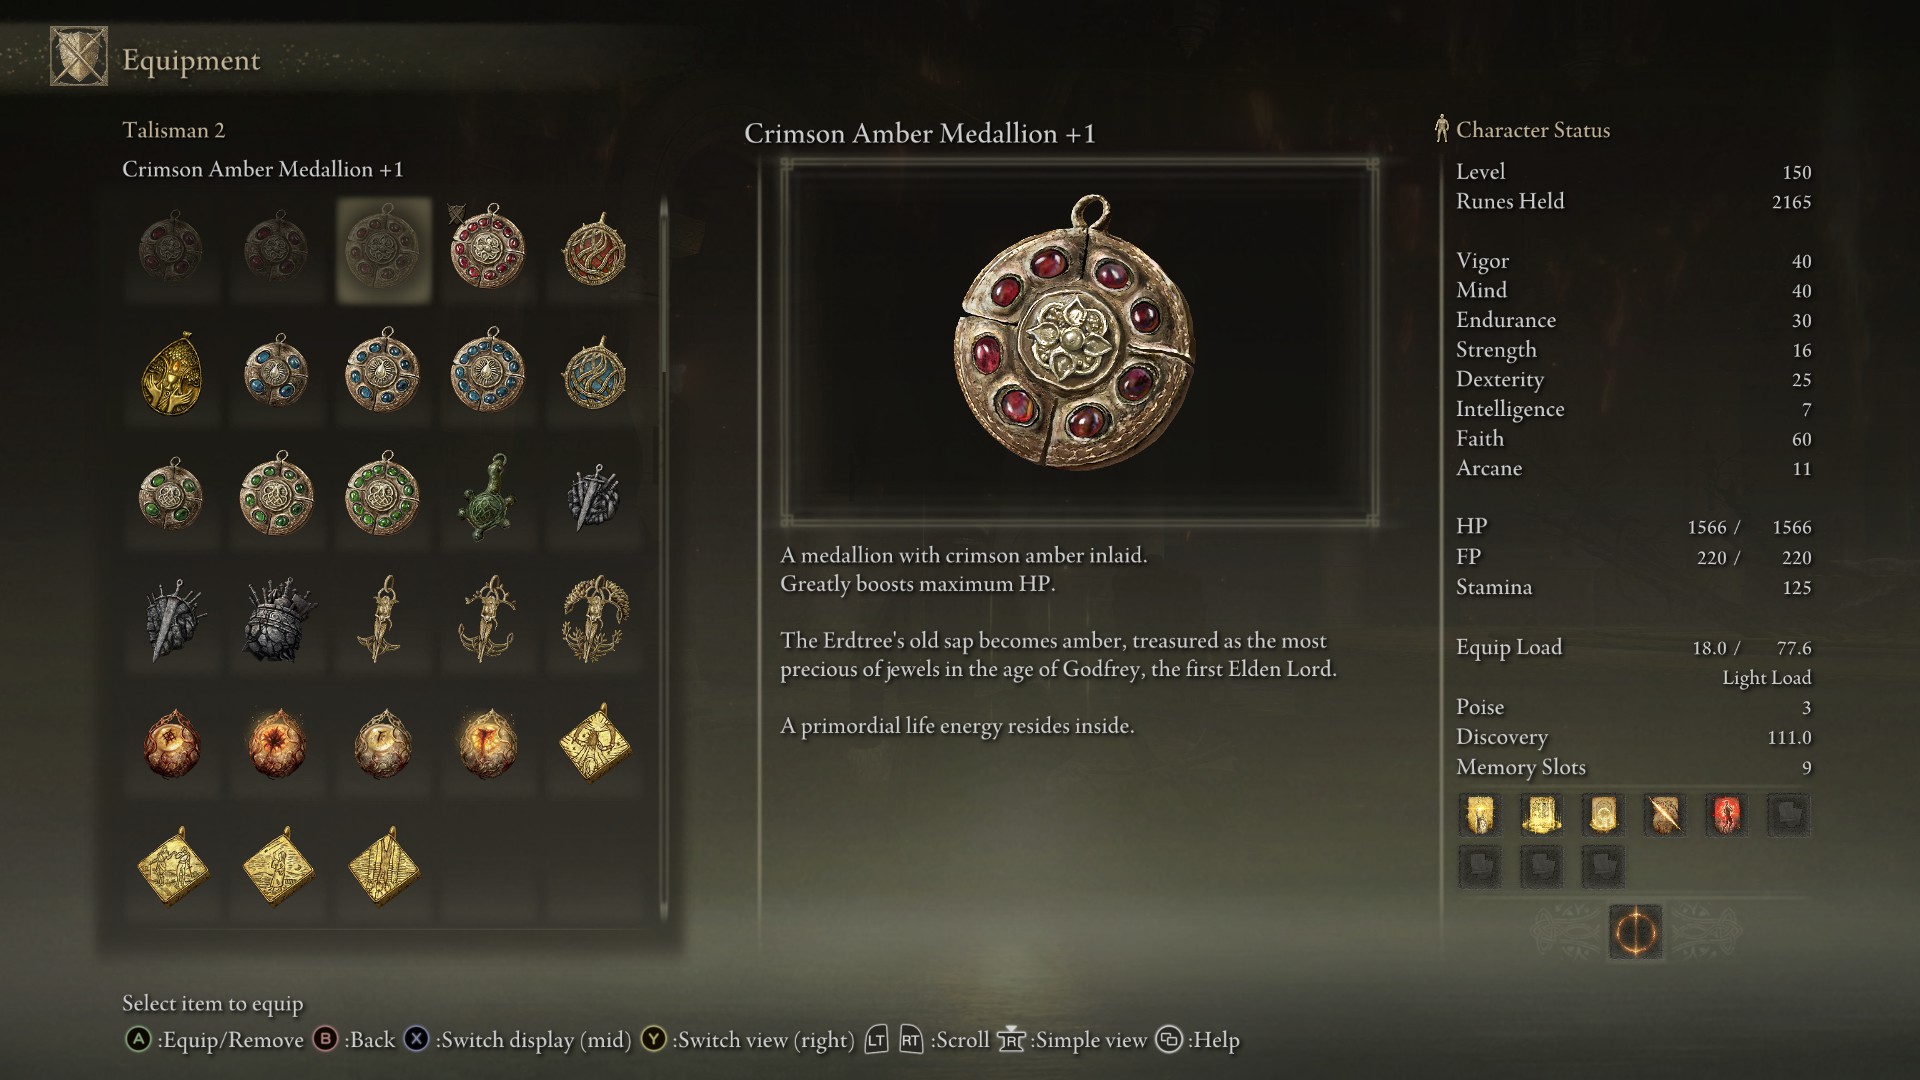 Equipment
Talisman 2
Crimson Amber Medallion +1
Crimson Amber Medallion +1
A medallion with crimson amber inlaid.
Greatly boosts maximum HP.
The Erdtree's old sap becomes amber, treasured as the most
precious of jewels in the age of Godfrey, the first Elden Lord.
A primordial life energy resides inside.
Character Status
Level 150
Runes Held 2165
Vigor 40
Mind 40
Endurance 30
Strength 16
Dexterity 25
Intelligence 7
Faith 60
Arcane 11
HP 1566 / 1566
FP 220 / 220
Stamina 125
Equip Load 18.0 / 77.6
Light Load
Poise 3
Discovery 111.0
Memory Slots 9
Select item to equip
A :Equip/Remove B :Back X :Switch display (mid) Y :Switch view (right) LT RT :Scroll R :Simple view :Help